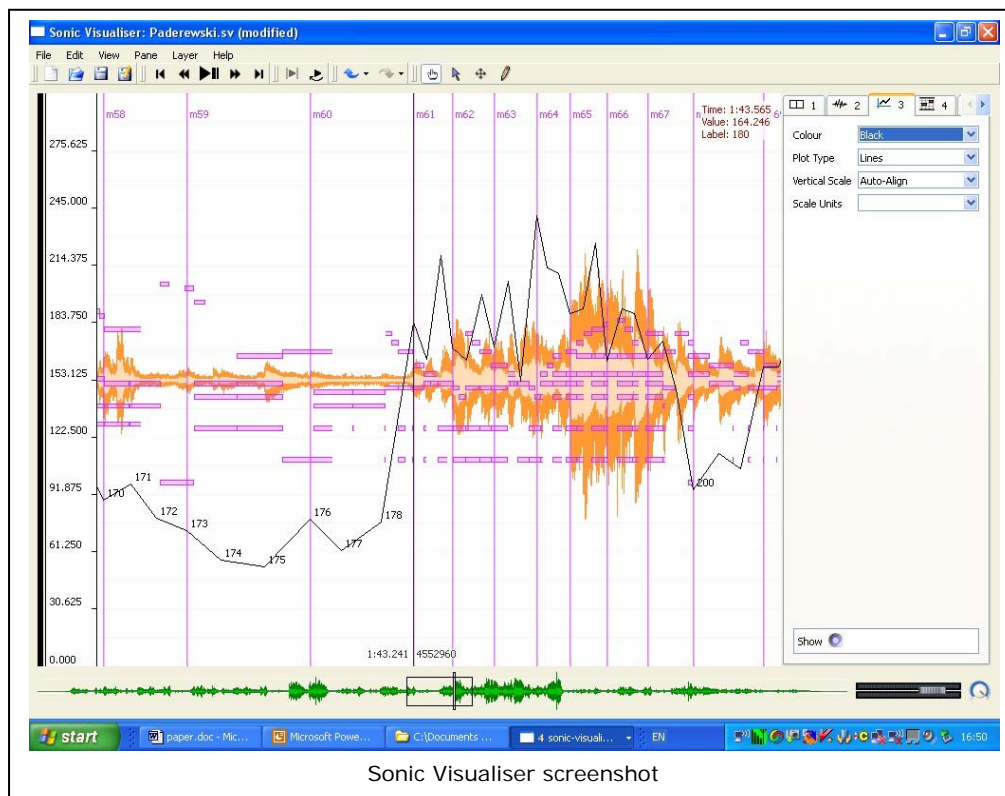 Sonic Visualiser: Paderewski.sv (modified)
File Edit View Pane Layer Help
m58 m59 m60 m61 m62 m63 m64 m65 m66 m67
Time: 1:43.565
Value: 164.246
Label: 180
1 2 3 4
Colour Black
Plot Type Lines
Vertical Scale Auto-Align
Scale Units
275.625
245.000
214.375
183.750
153.125
122.500
91.875
61.250
30.625
0.000
170 171 172 173 174 175 176 177 178 200
1:43.241 4552960
Show
start paper.doc - Mic... Microsoft Powe... C:\Documents ... 4 sonic-visuali... EN 16:50
Sonic Visualiser screenshot